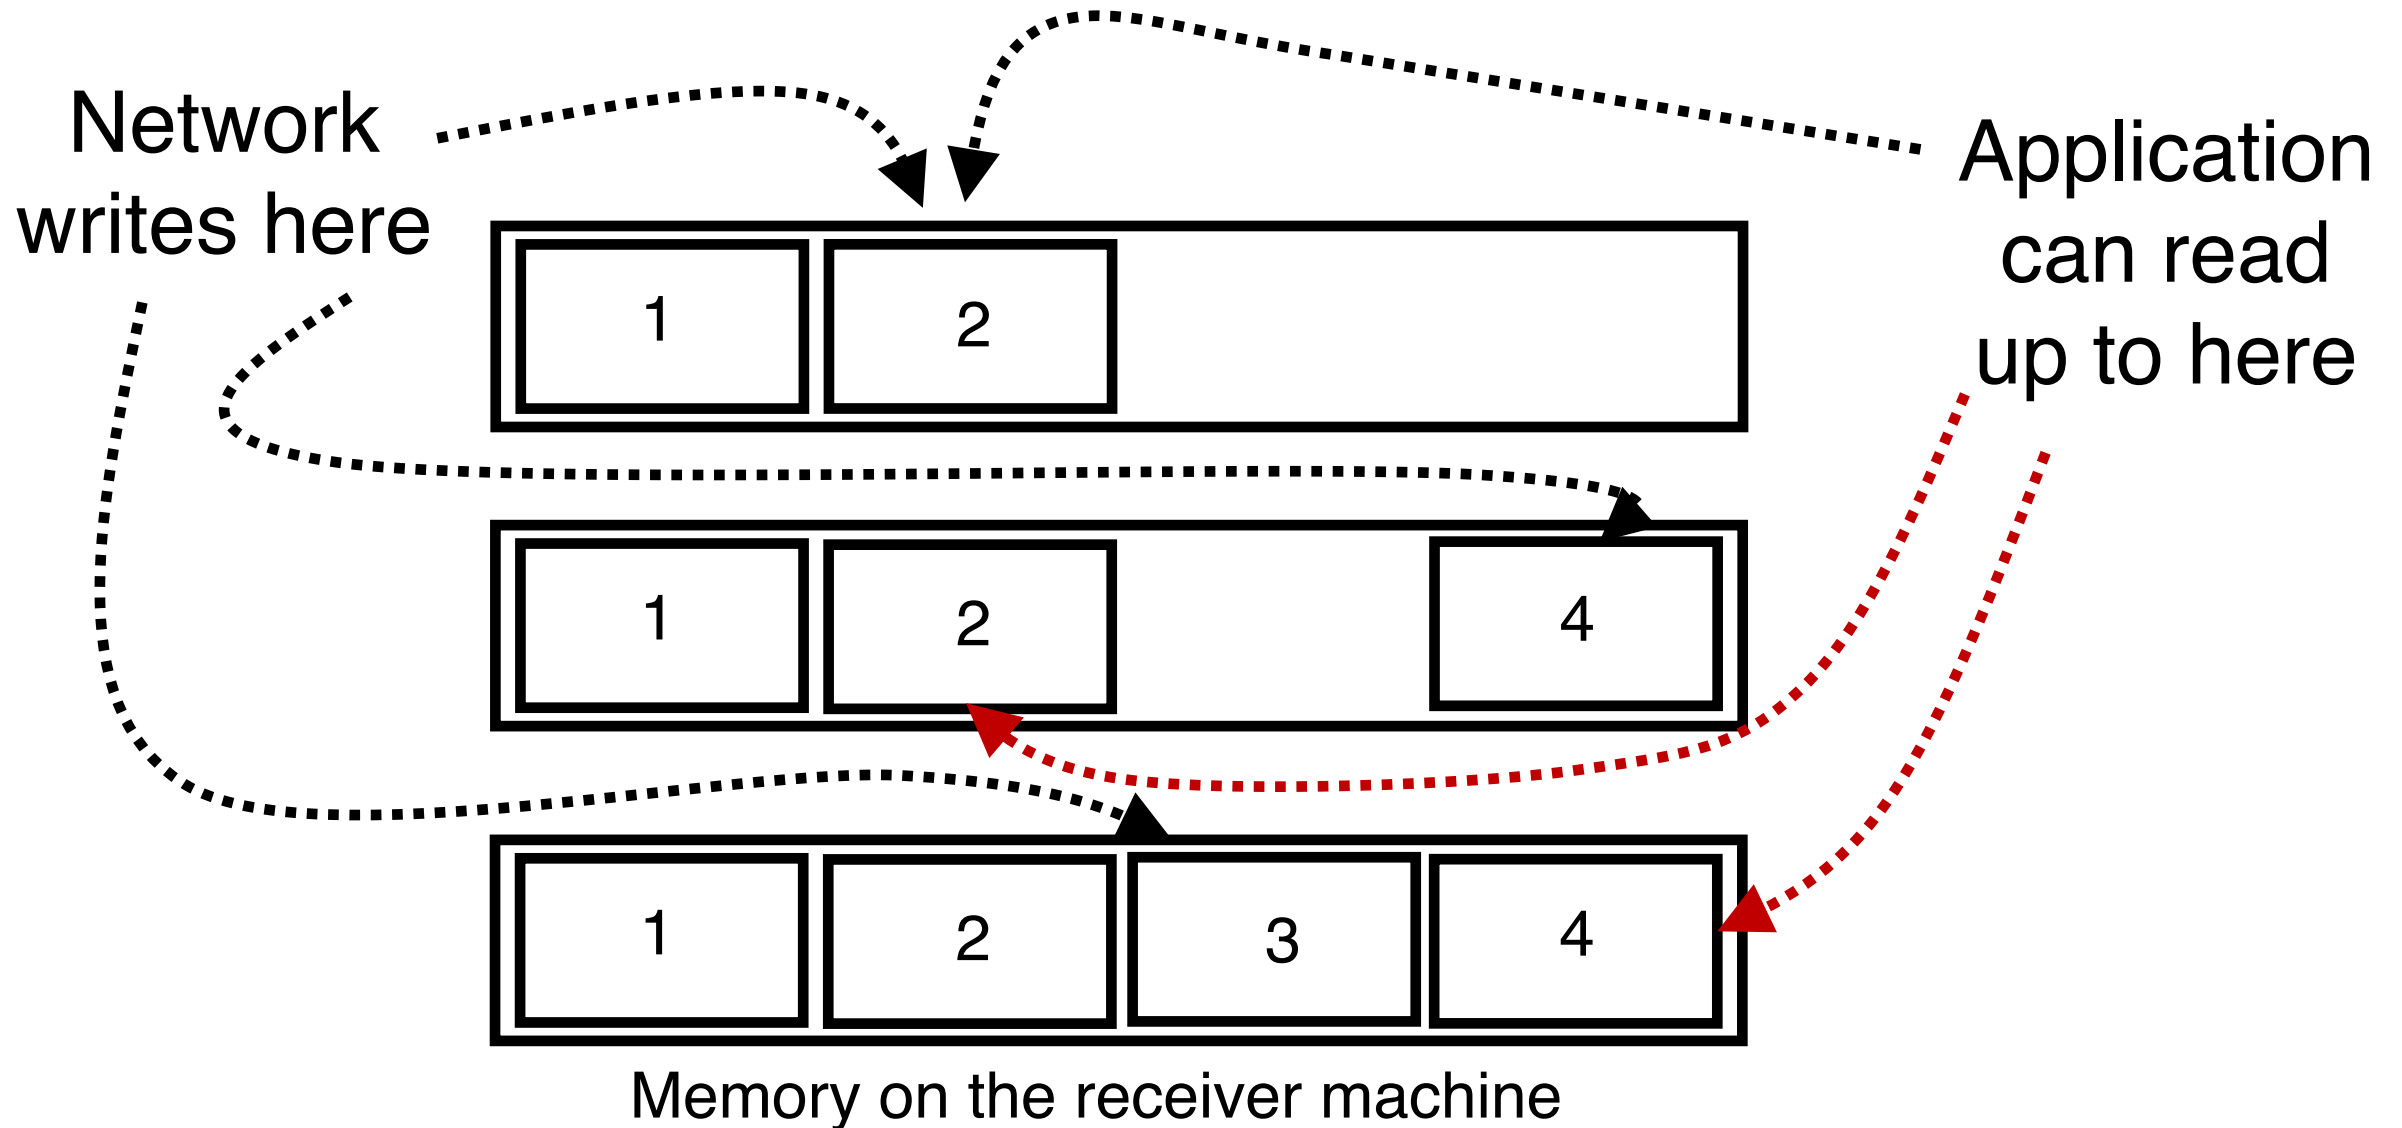 Network
writes here
Application
can read
up to here
1
2
1
2
4
1
2
3
4
Memory on the receiver machine